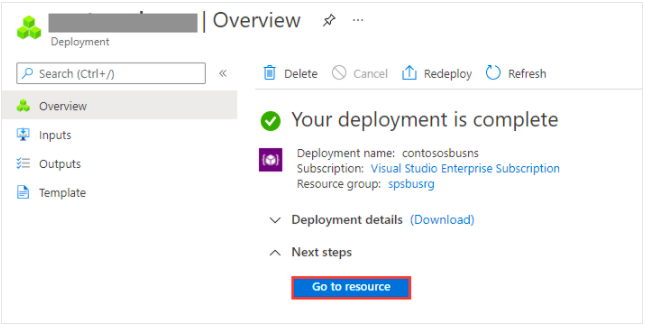 | Overview ...
Deployment
Search (Ctrl+/) «
Delete Cancel Redeploy Refresh
Overview
Inputs
Outputs
Template
Your deployment is complete
Deployment name: contososbusns
Subscription: Visual Studio Enterprise Subscription
Resource group: spsbusrg
Deployment details (Download)
Next steps
Go to resource